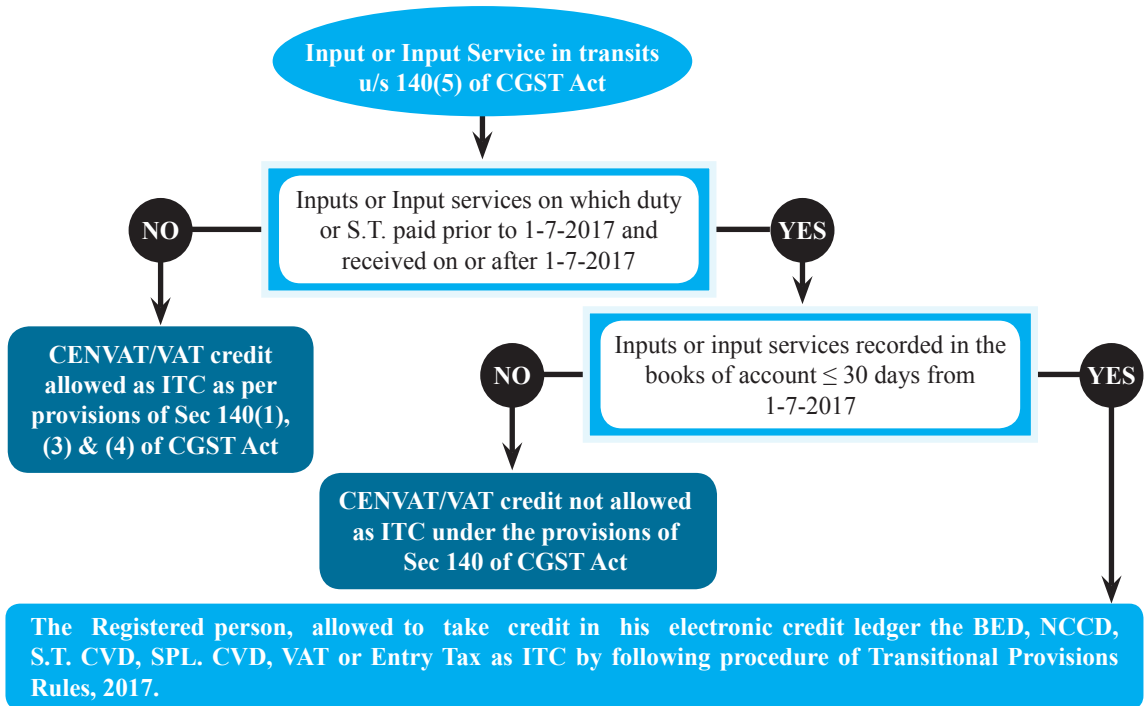 Input or Input Service in transits
u/s 140(5) of CGST Act
Inputs or Input services on which duty
or S.T. paid prior to 1-7-2017 and
received on or after 1-7-2017
NO
YES
CENVAT/VAT credit
allowed as ITC as per
provisions of Sec 140(1),
(3) & (4) of CGST Act
Inputs or input services recorded in the
books of account ≤ 30 days from
1-7-2017
NO
YES
CENVAT/VAT credit not allowed
as ITC under the provisions of
Sec 140 of CGST Act
The Registered person, allowed to take credit in his electronic credit ledger the BED, NCCD,
S.T. CVD, SPL. CVD, VAT or Entry Tax as ITC by following procedure of Transitional Provisions
Rules, 2017.